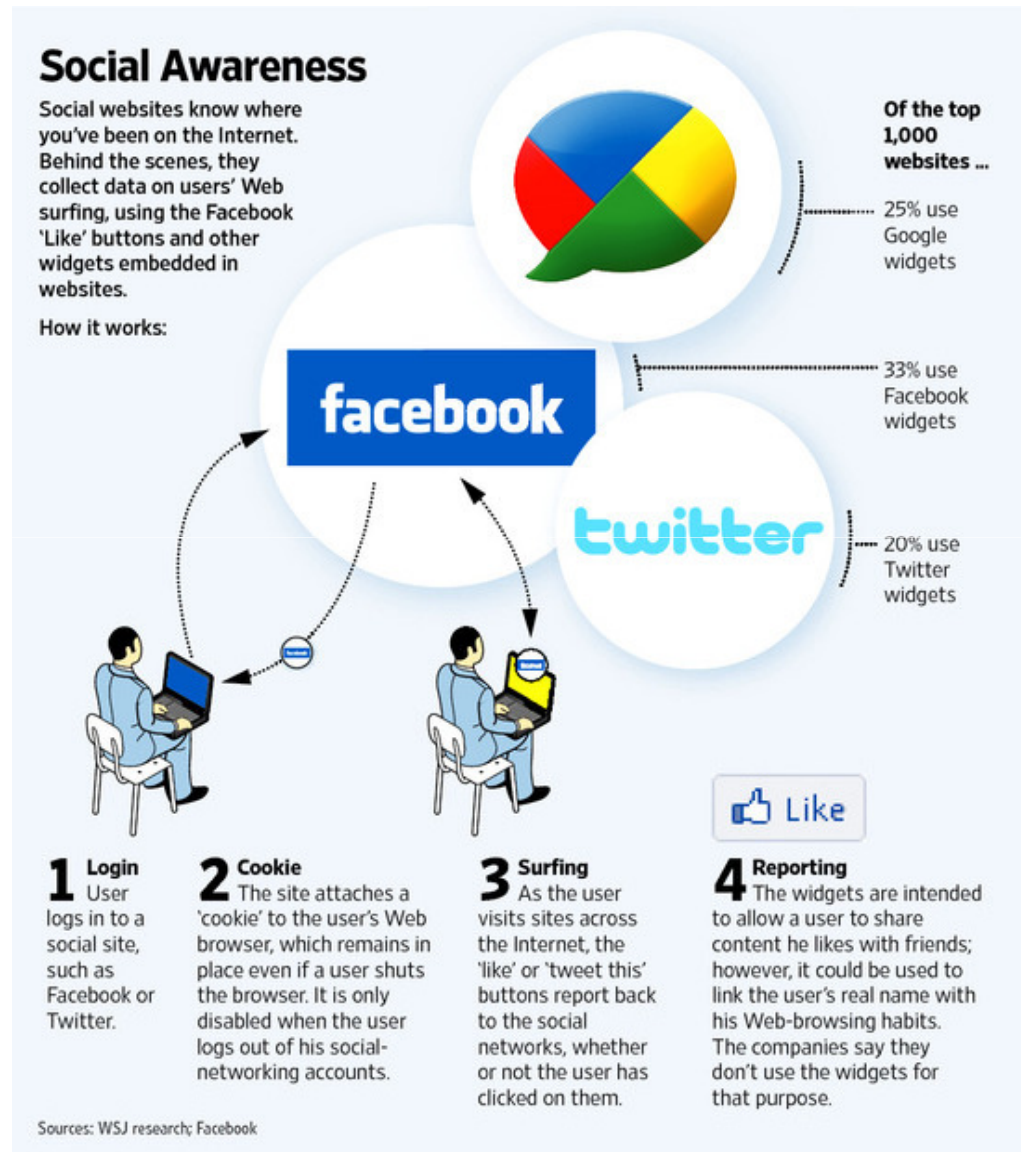 Social Awareness
Social websites know where
you've been on the Internet.
Behind the scenes, they
collect data on users' Web
surfing, using the Facebook
'Like' buttons and other
widgets embedded in
websites.
How it works:
Of the top
1,000
websites ...
25% use
Google
widgets
facebook
33% use
Facebook
widgets
twitter
20% use
Twitter
widgets
facebook
facebook
Like
1 Login
User
logs in to a
social site,
such as
Facebook or
Twitter.
2 Cookie
The site attaches a
'cookie' to the user's Web
browser, which remains in
place even if a user shuts
the browser. It is only
disabled when the user
logs out of his social-
networking accounts.
3 Surfing
As the user
visits sites across
the Internet, the
'like' or 'tweet this'
buttons report back
to the social
networks, whether
or not the user has
clicked on them.
4 Reporting
The widgets are intended
to allow a user to share
content he likes with friends;
however, it could be used to
link the user's real name with
his Web-browsing habits.
The companies say they
don't use the widgets for
that purpose.
Sources: WSJ research; Facebook